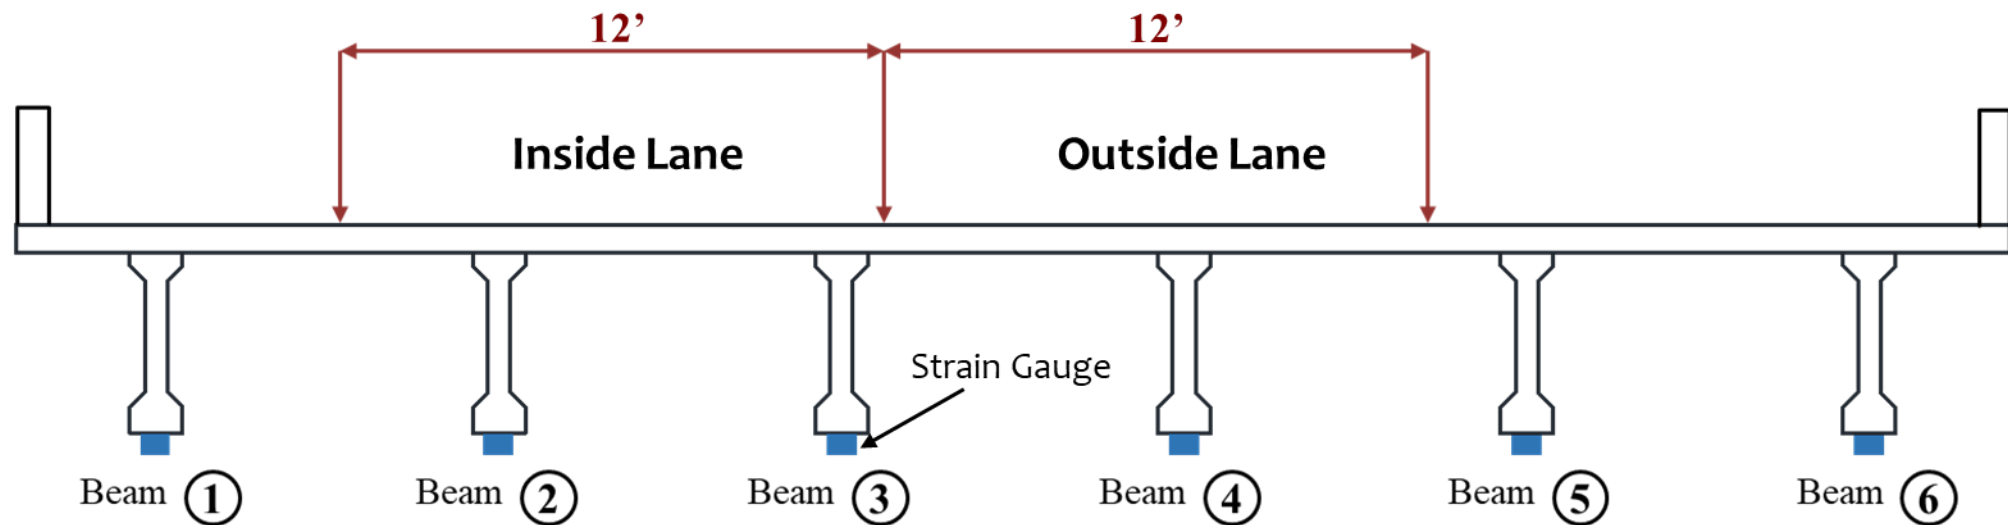 12’ 12’
Inside Lane Outside Lane
Strain Gauge
Beam 1 Beam 2 Beam 3 Beam 4 Beam 5 Beam 6